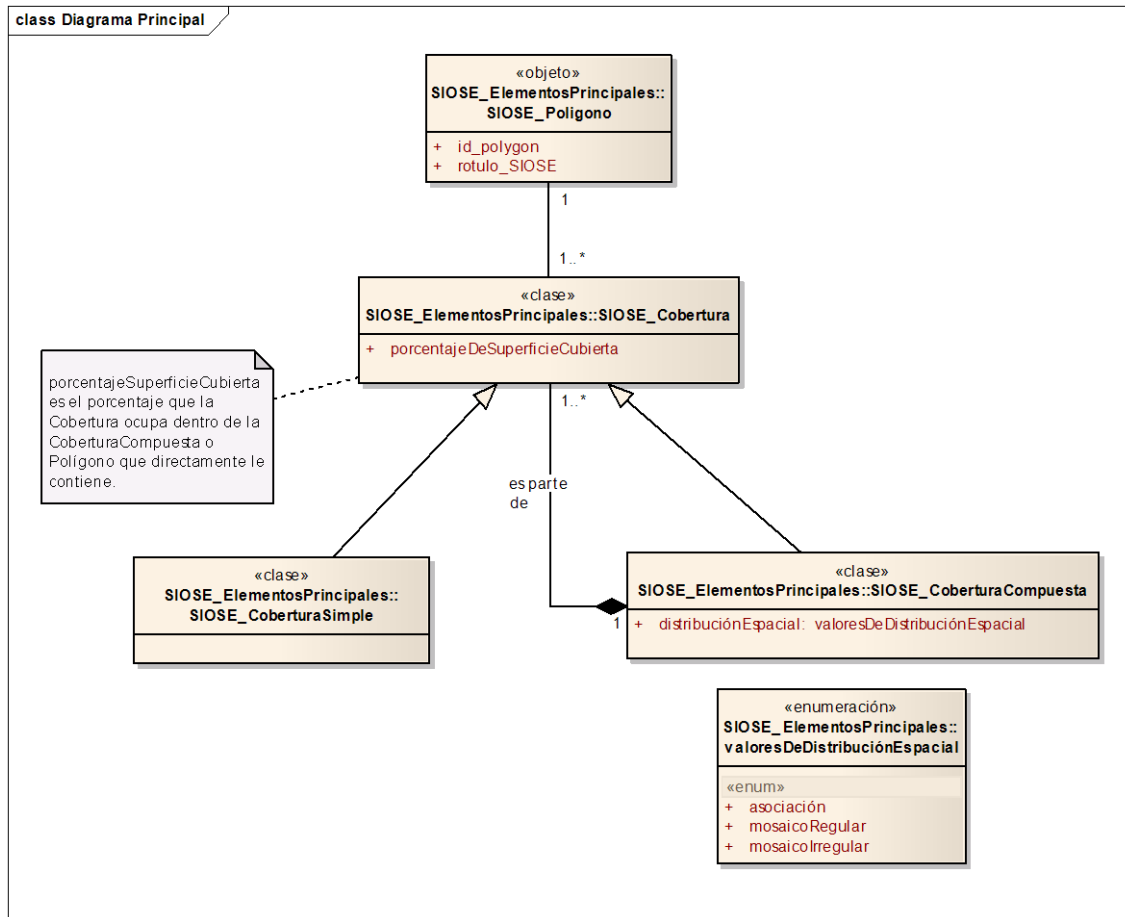 class Diagrama Principal
«objeto»
SIOSE_ElementosPrincipales::
SIOSE_Poligono
+ id_polygon
+ rotulo_SIOSE
1
1..*
«clase»
SIOSE_ElementosPrincipales::SIOSE_Cobertura
+ porcentajeDeSuperficieCubierta
porcentajeSuperficieCubierta
es el porcentaje que la
Cobertura ocupa dentro de la
CoberturaCompuesta o
Polígono que directamente le
contiene.
1..*
es parte
de
«clase»
SIOSE_ElementosPrincipales::
SIOSE_CoberturaSimple
«clase»
SIOSE_ElementosPrincipales::SIOSE_CoberturaCompuesta
1
+ distribuciónEspacial: valoresDeDistribuciónEspacial
«enumeración»
SIOSE_ElementosPrincipales::
valoresDeDistribuciónEspacial
«enum»
+ asociación
+ mosaicoRegular
+ mosaicoIrregular